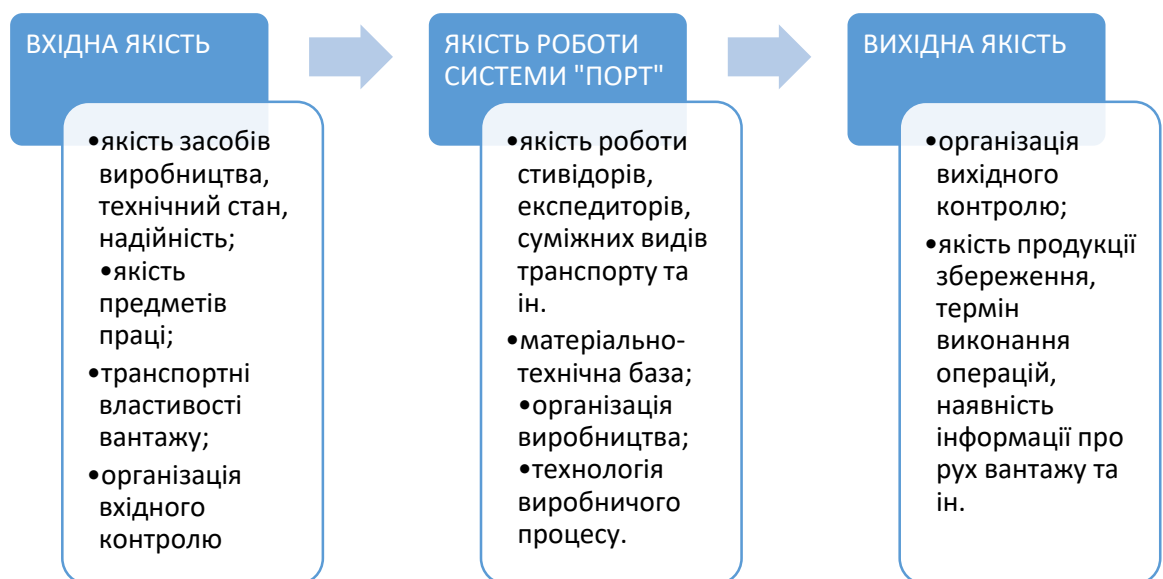 ВХІДНА ЯКІСТЬ
•якість засобів
виробництва,
технічний стан,
надійність;
•якість
предметів
праці;
•транспортні
властивості
вантажу;
•організація
вхідного
контролю
ЯКІСТЬ РОБОТИ
СИСТЕМИ "ПОРТ"
•якість роботи
стивідорів,
експедиторів,
суміжних видів
транспорту та
ін.
•матеріально-
технічна база;
•організація
виробництва;
•технологія
виробничого
процесу.
ВИХІДНА ЯКІСТЬ
•організація
вихідного
контролю;
•якість продукції
збереження,
термін
виконання
операцій,
наявність
інформації про
рух вантажу та
ін.